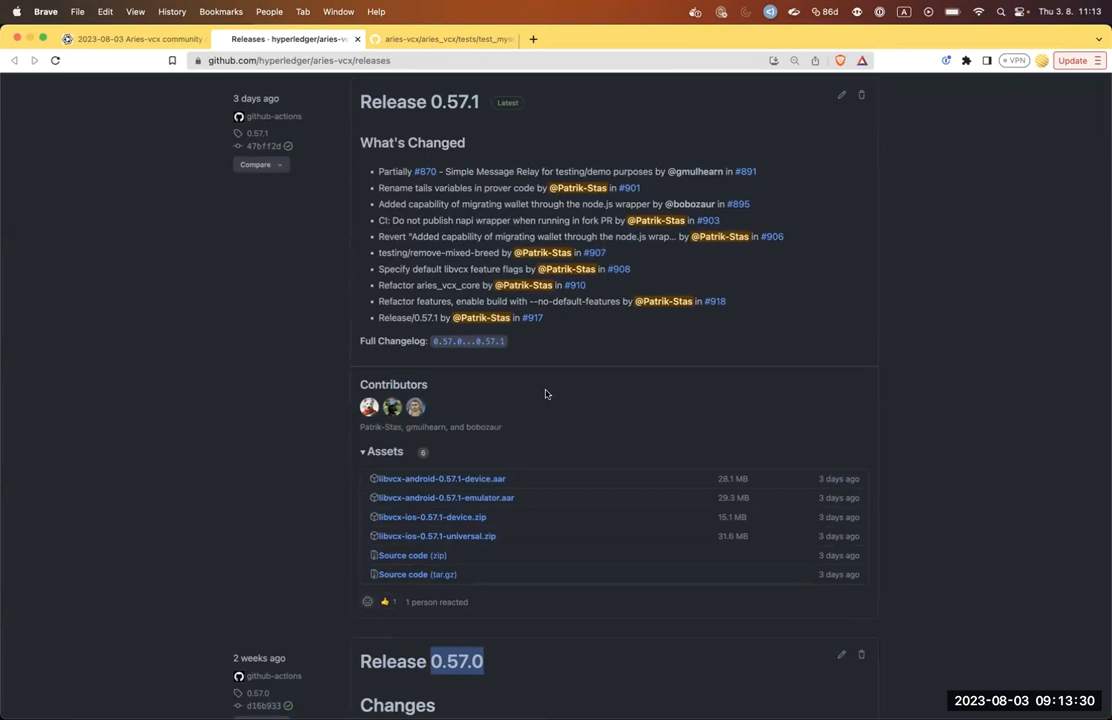 Brave File Edit View History Bookmarks People Tab Window Help 86d A Thu 3. 8. 11:13
2023-08-03 Aries-vcx community Releases · hyperledger/aries-v aries-vcx/aries_vcx/tests/test_mys
github.com/hyperledger/aries-vcx/releases VPN Update
3 days ago
github-actions
0.57.1
47bff2d
Compare
Release 0.57.1 Latest
What's Changed
• Partially #870 - Simple Message Relay for testing/demo purposes by @gmulhearn in #891
• Rename tails variables in prover code by @Patrik-Stas in #901
• Added capability of migrating wallet through the node.js wrapper by @bobozaur in #895
• CI: Do not publish napi wrapper when running in fork PR by @Patrik-Stas in #903
• Revert "Added capability of migrating wallet through the node.js wrap... by @Patrik-Stas in #906
• testing/remove-mixed-breed by @Patrik-Stas in #907
• Specify default libvcx feature flags by @Patrik-Stas in #908
• Refactor aries_vcx_core by @Patrik-Stas in #910
• Refactor features, enable build with --no-default-features by @Patrik-Stas in #918
• Release/0.57.1 by @Patrik-Stas in #917
Full Changelog: 0.57.0...0.57.1
Contributors
Patrik-Stas, gmulhearn, and bobozaur
Assets 6
libvcx-android-0.57.1-device.aar 28.1 MB 3 days ago
libvcx-android-0.57.1-emulator.aar 29.3 MB 3 days ago
libvcx-ios-0.57.1-device.zip 15.1 MB 3 days ago
libvcx-ios-0.57.1-universal.zip 31.6 MB 3 days ago
Source code (zip) 3 days ago
Source code (tar.gz) 3 days ago
1 1 person reacted
2 weeks ago
github-actions
0.57.0
d16b933
Release 0.57.0
Changes
2023-08-03 09:13:30